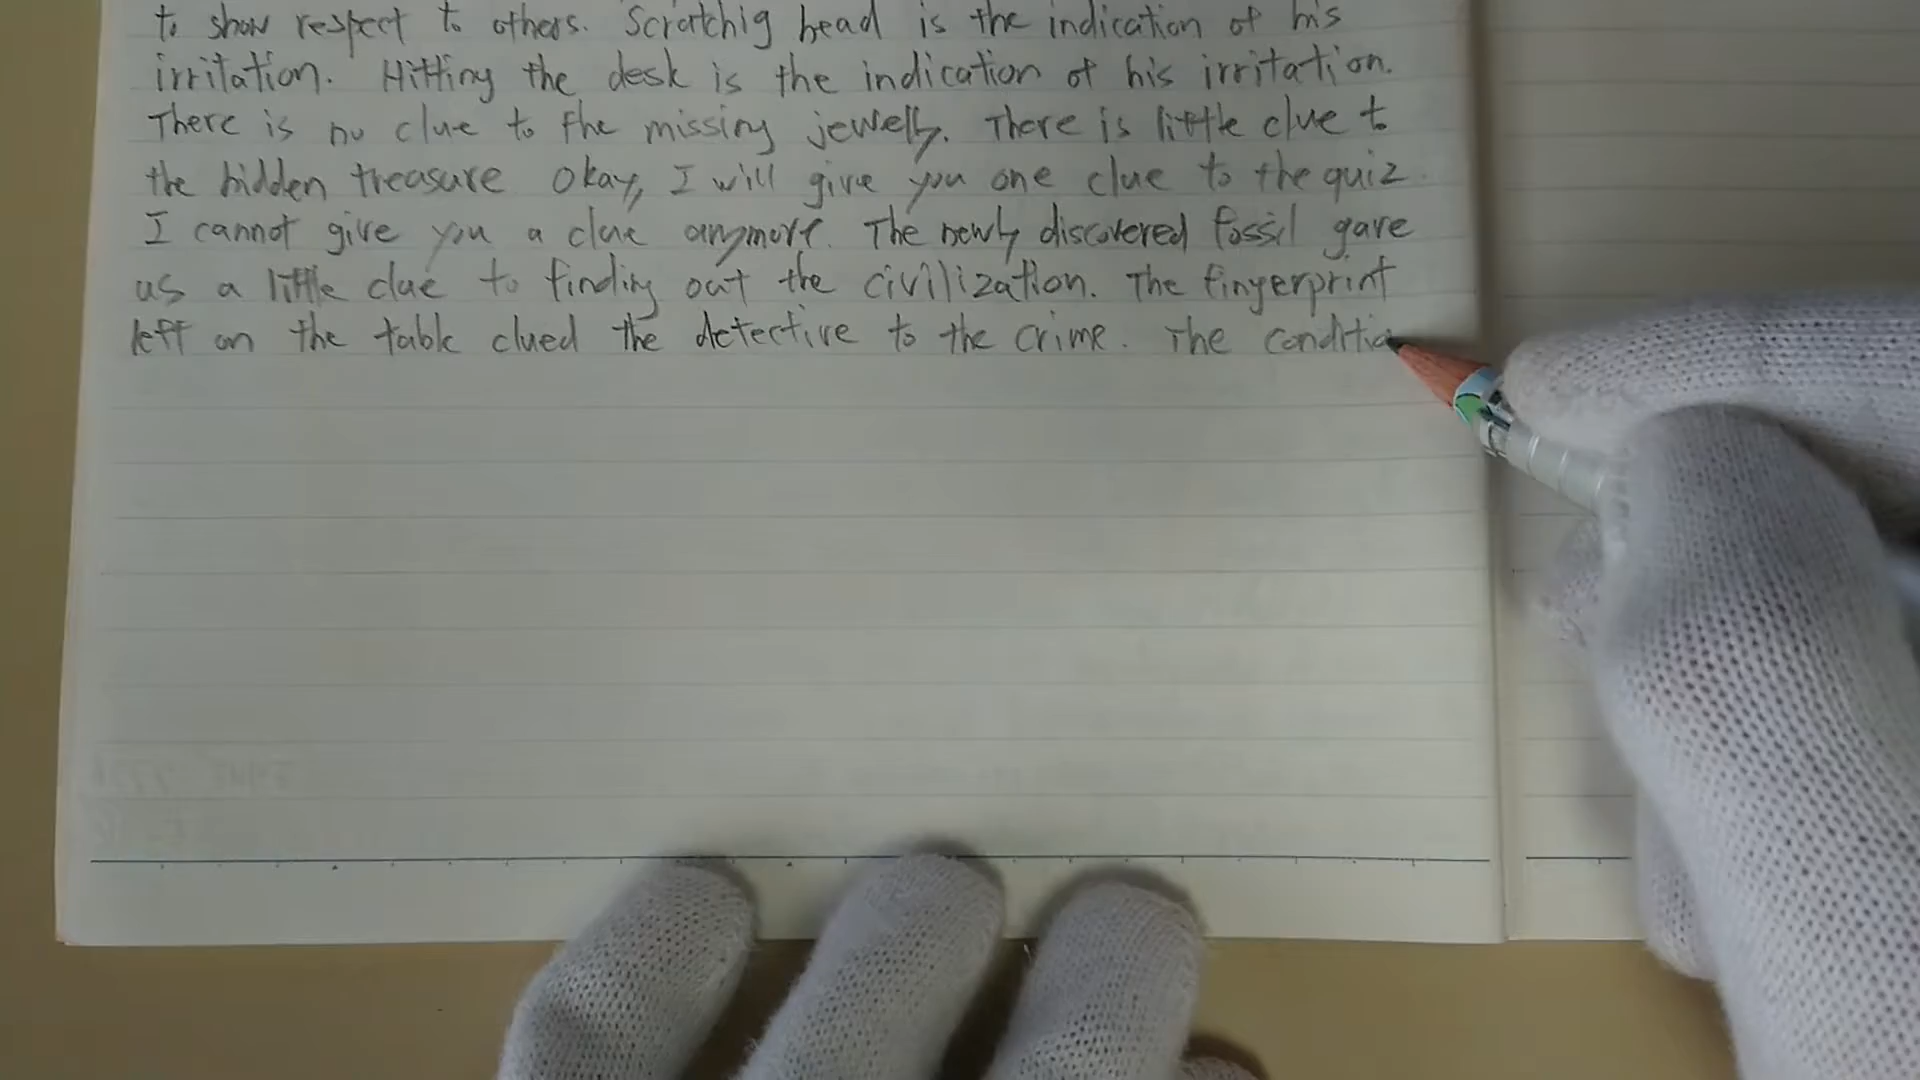 to show respect to others. Scratchig head is the indication of his
irritation. Hitting the desk is the indication of his irritation.
There is no clue to the missing jewelly. There is little clue to
the hidden treasure Okay, I will give you one clue to the quiz.
I cannot give you a clue anymore. The newly discovered fossil gave
us a little clue to finding out the civilization. The fingerprint
left on the table clued the detective to the crime. The conditio